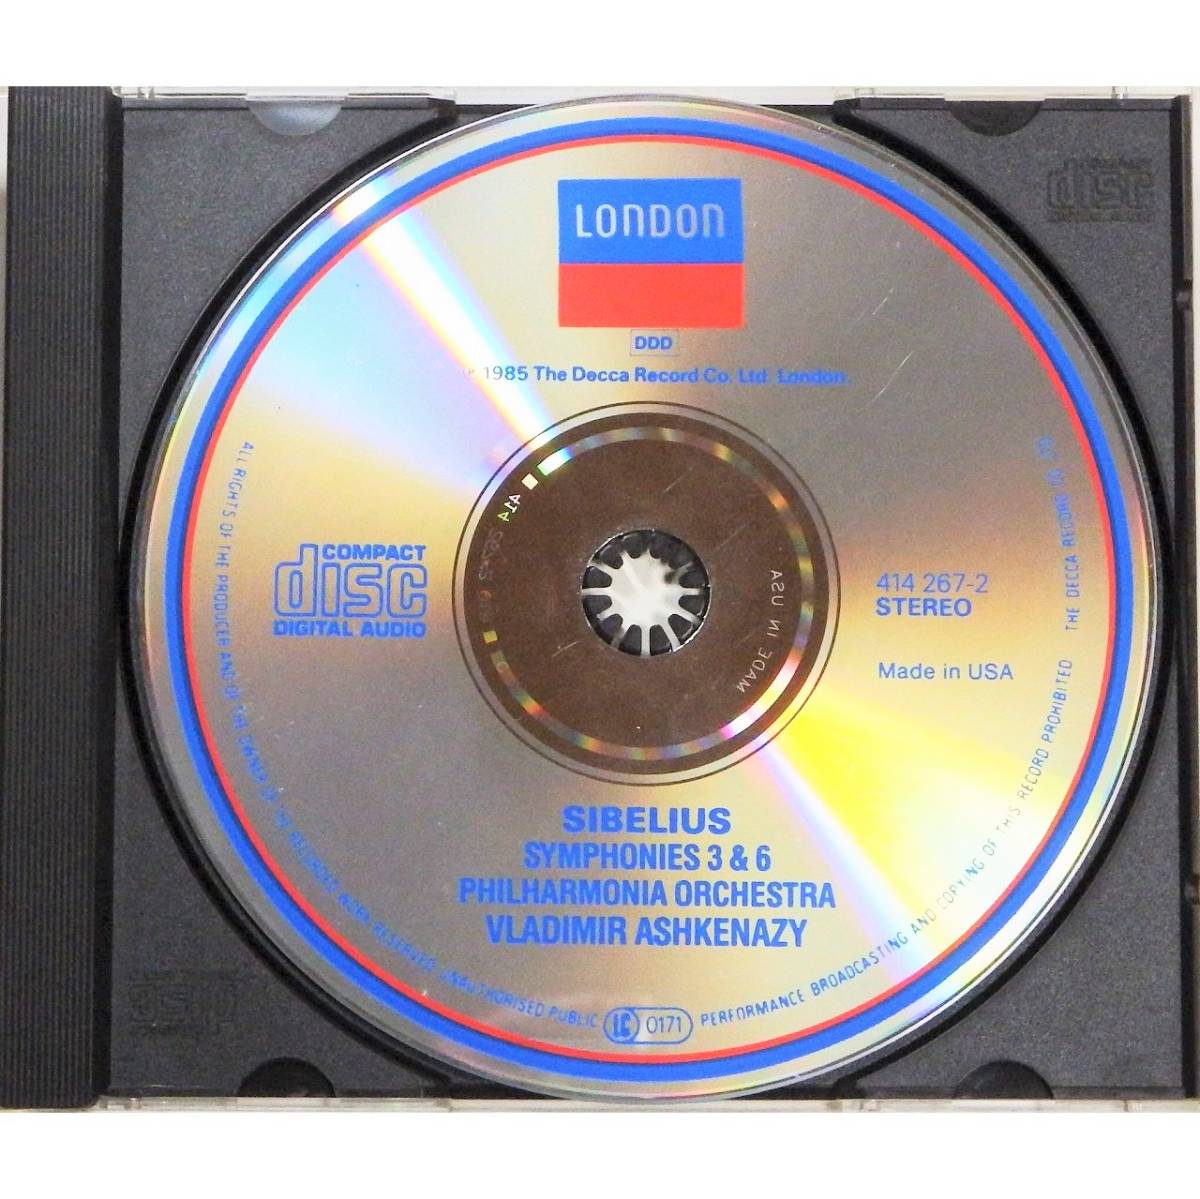 LONDON
DDD
℗ 1985 The Decca Record Co. Ltd. London.
COMPACT
disc
DIGITAL AUDIO
414 267-2
STEREO
Made in USA
MADE IN USA
414
SIBELIUS
SYMPHONIES 3 & 6
PHILHARMONIA ORCHESTRA
VLADIMIR ASHKENAZY
ALL RIGHTS OF THE PRODUCER AND OF THE OWNER OF THE RECORDED WORK RESERVED UNAUTHORISED PUBLIC
LC 0171
PERFORMANCE BROADCASTING AND COPYING OF THIS RECORD PROHIBITED THE DECCA RECORD CO LTD
disc